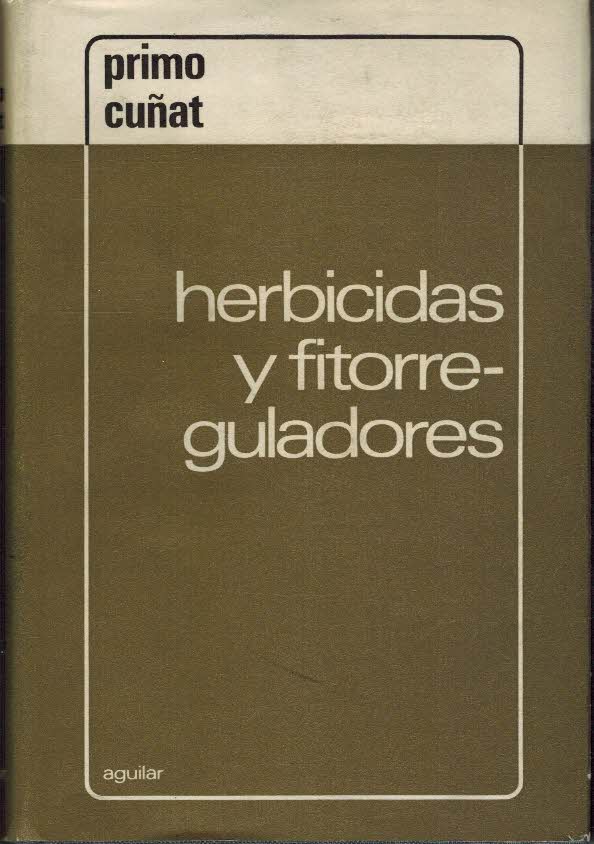 primo
cuñat
herbicidas
y fitorre-
guladores
aguilar